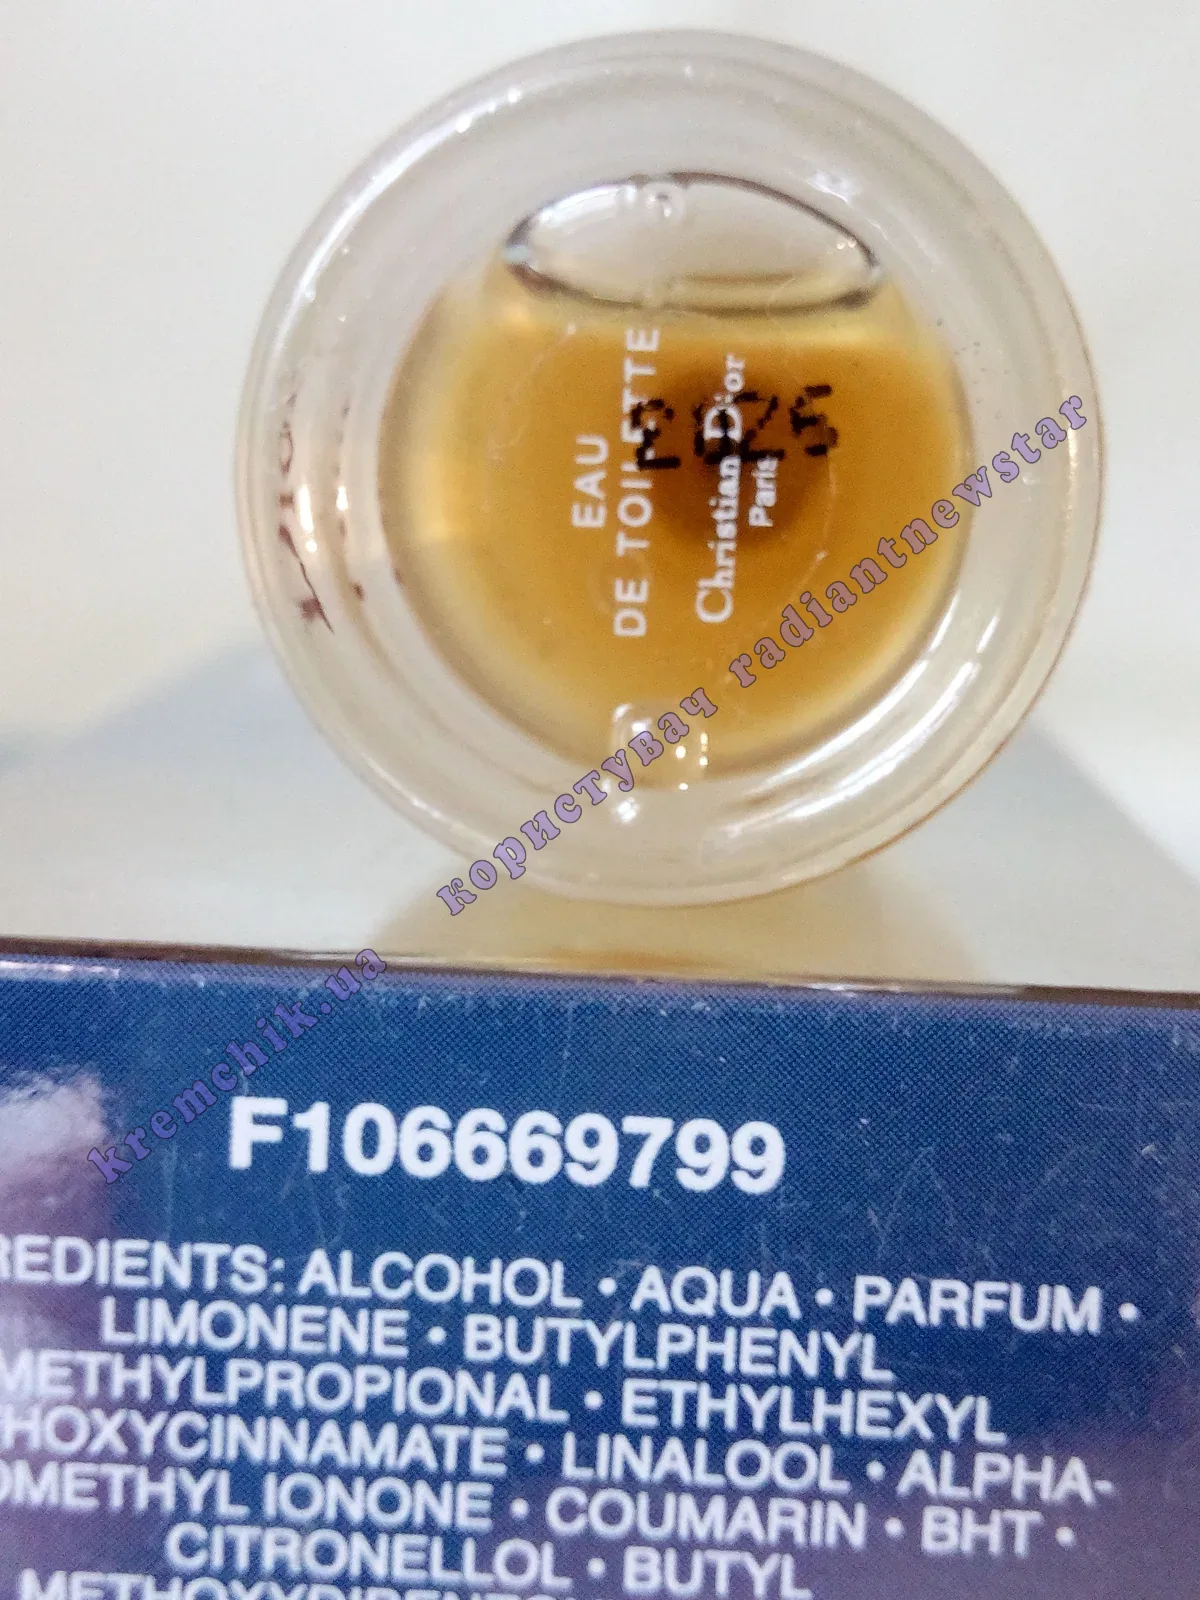 EAU
DE TOILETTE
Christian Dior
Paris
користувач radiantnewstar
kremchik.ua
F106669799
REDIENTS: ALCOHOL • AQUA • PARFUM •
LIMONENE • BUTYLPHENYL
METHYLPROPIONAL • ETHYLHEXYL
HOXYCINNAMATE • LINALOOL • ALPHA-
OMETHYL IONONE • COUMARIN • BHT •
CITRONELLOL • BUTYL